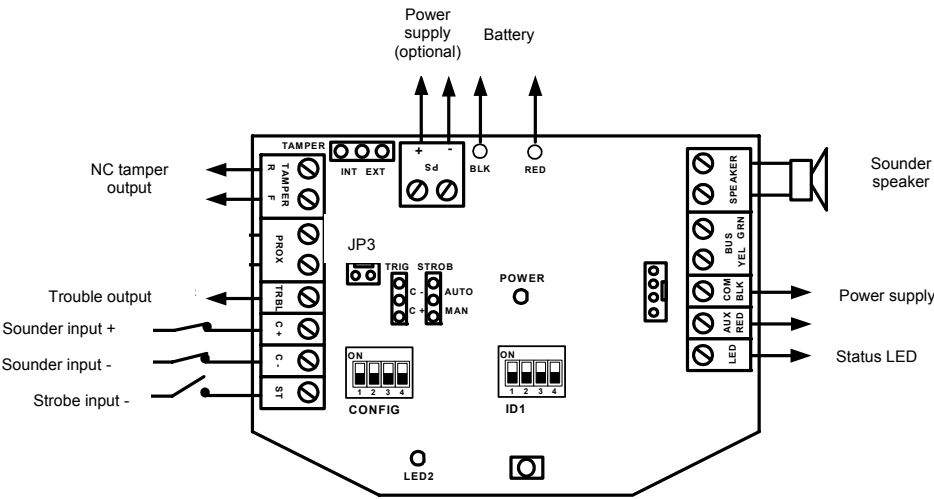 Power
supply
(optional)
Battery
TAMPER
INT EXT
+ -
PS
BLK
RED
NC tamper
output
R
F
TAMPER
PROX
Trouble output
TRBL
Sounder input +
C +
Sounder input -
C -
Strobe input -
ST
JP3
TRIG STROB
C - AUTO
C + MAN
POWER
ON
1 2 3 4
CONFIG
ON
1 2 3 4
ID1
LED2
SPEAKER
Sounder
speaker
BUS
YEL GRN
COM
BLK
Power supply
AUX
RED
LED
Status LED